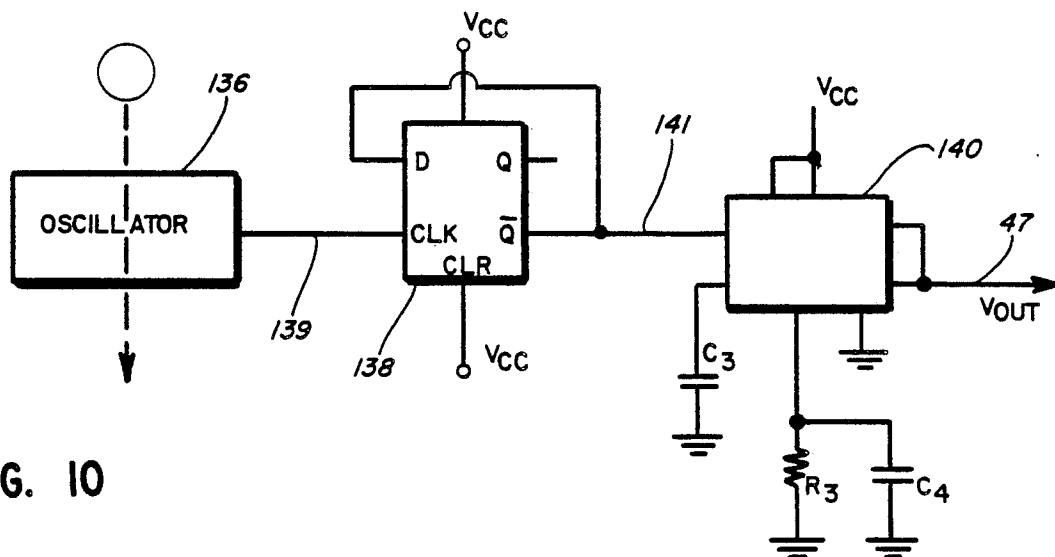 136
OSCILLATOR
139
VCC
D
Q
CLK
Q̅
CLR
138
VCC
141
VCC
140
47
VOUT
C3
R3
C4
G. 10